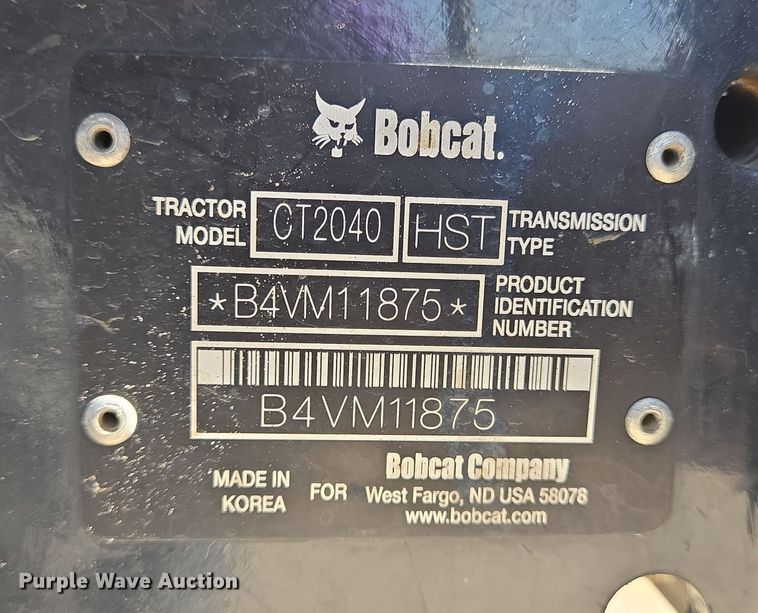 Bobcat.
TRACTOR MODEL CT2040 HST TRANSMISSION TYPE
*B4VM11875* PRODUCT IDENTIFICATION NUMBER
B4VM11875
MADE IN KOREA FOR Bobcat Company
West Fargo, ND USA 58078
www.bobcat.com
Purple Wave Auction